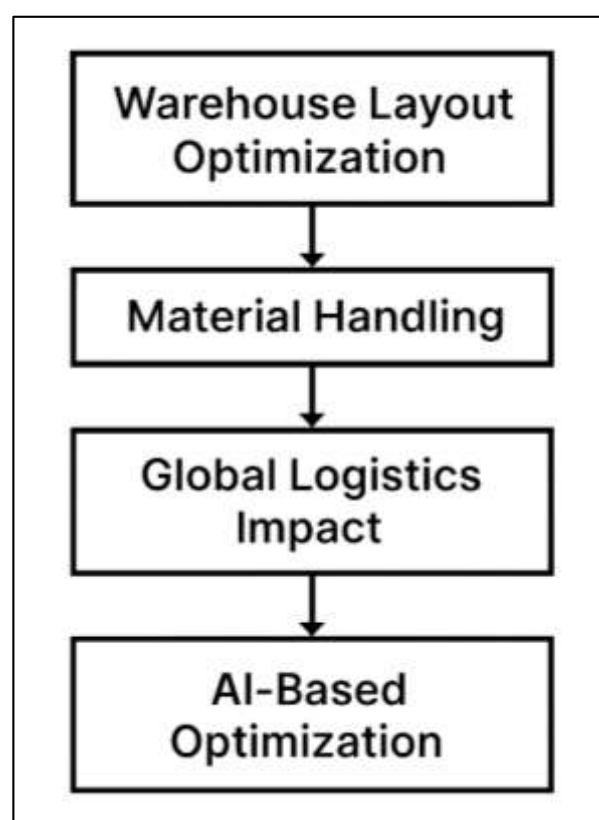 Warehouse Layout
Optimization
Material Handling
Global Logistics
Impact
AI-Based
Optimization